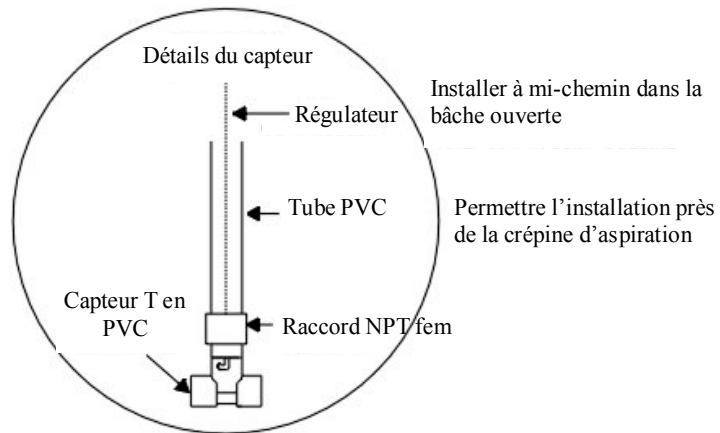 Détails du capteur
Installer à mi-chemin dans la
bâche ouverte
Régulateur
Tube PVC
Permettre l’installation près
de la crépine d’aspiration
Capteur T en
PVC
Raccord NPT fem